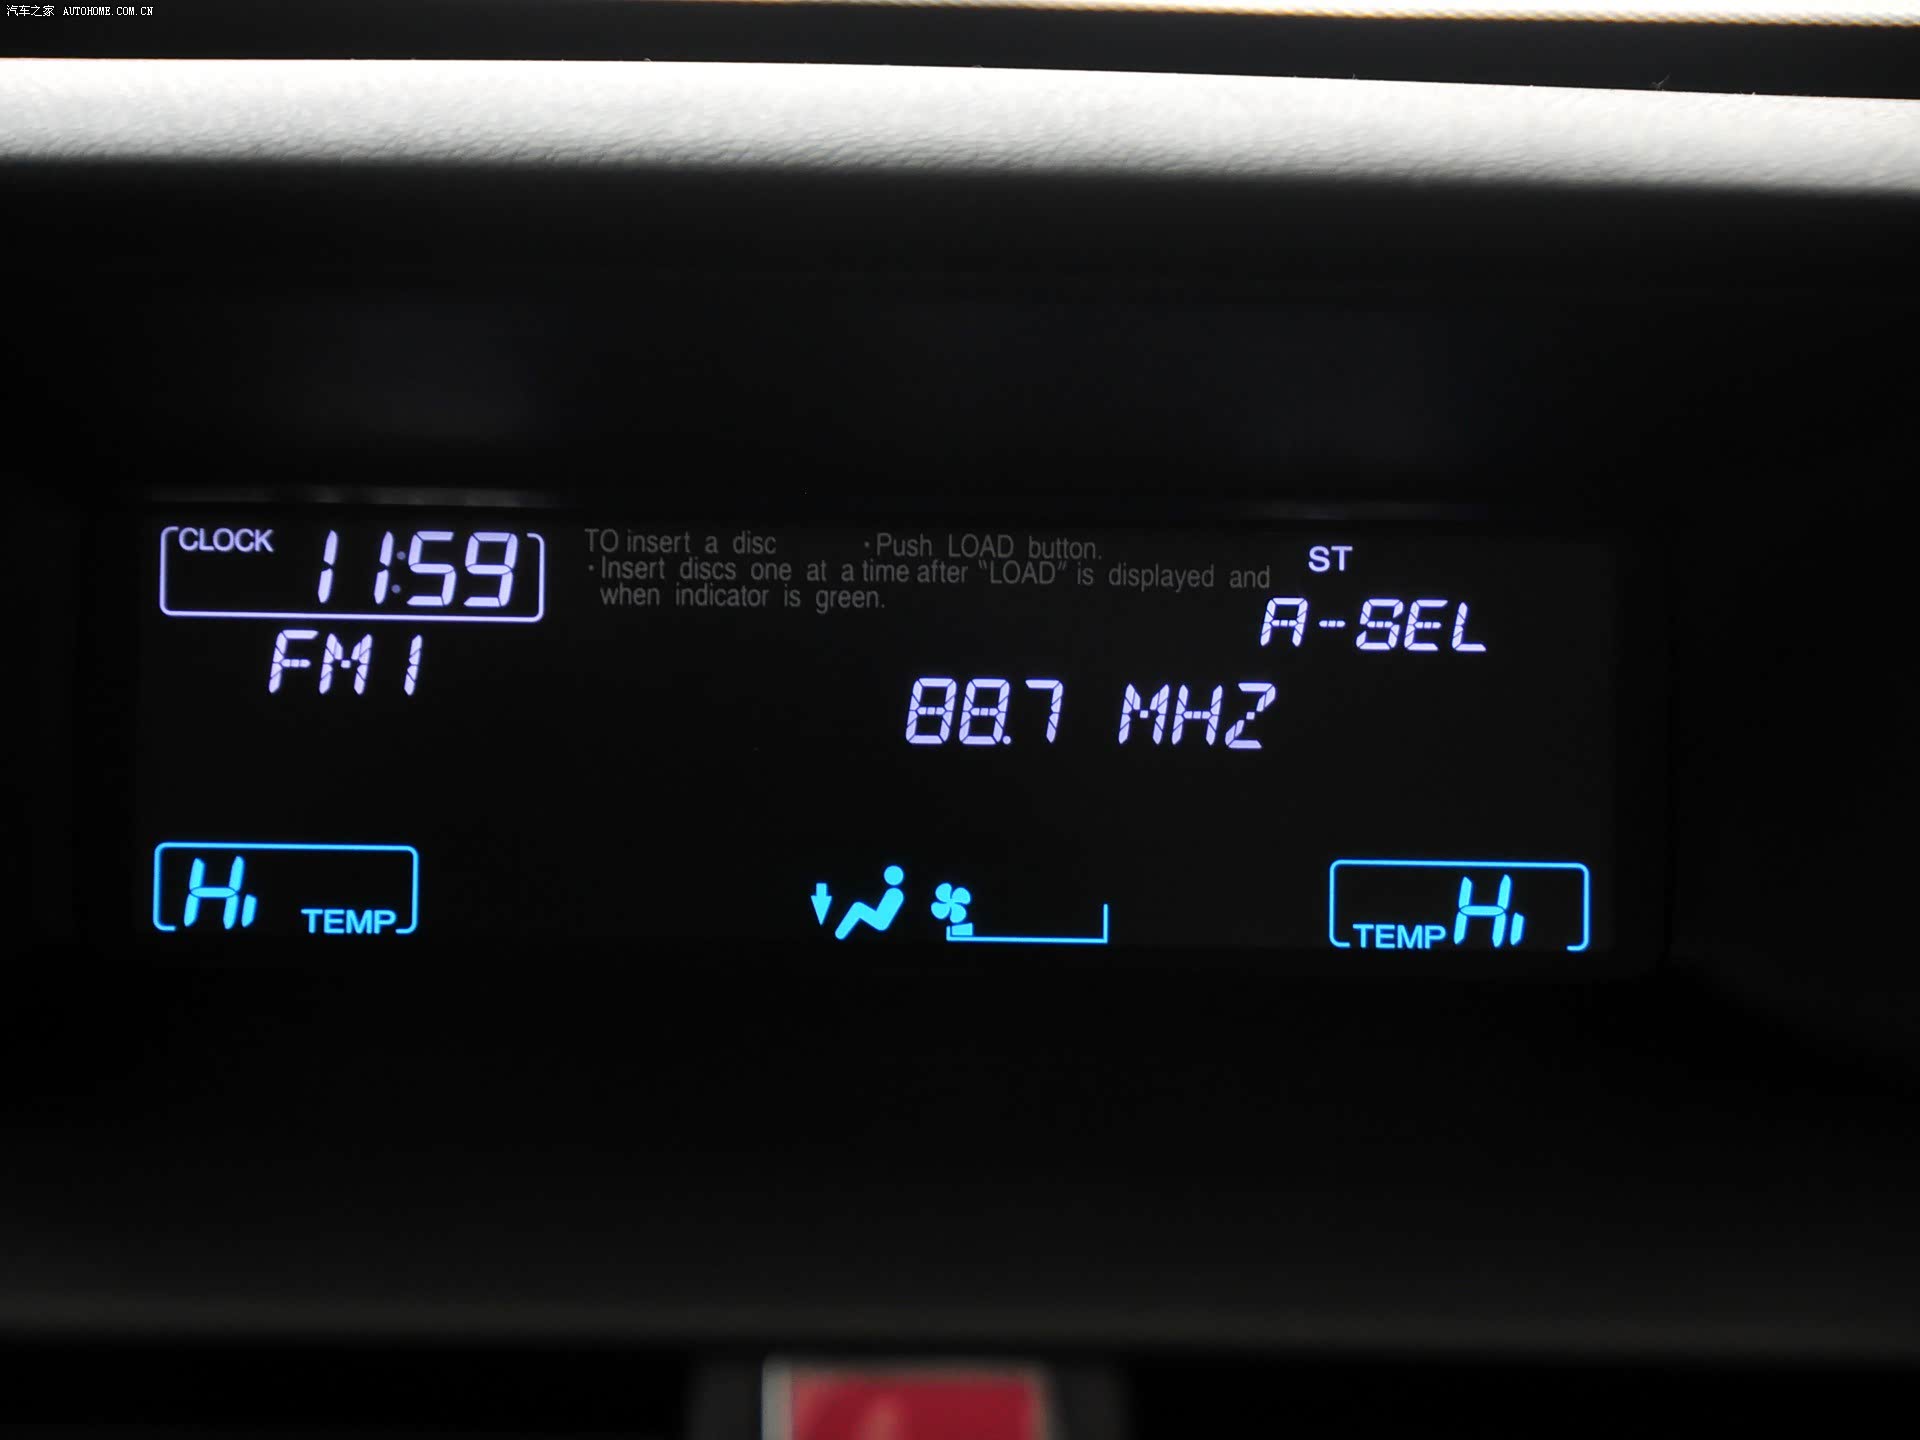 汽车之家 AUTOHOME.COM.CN
CLOCK 11:59
TO insert a disc ·Push LOAD button.
·Insert discs one at a time after "LOAD" is displayed and
when indicator is green.
ST
A-SEL
FM1
88.7 MHZ
Hi TEMP
TEMP Hi